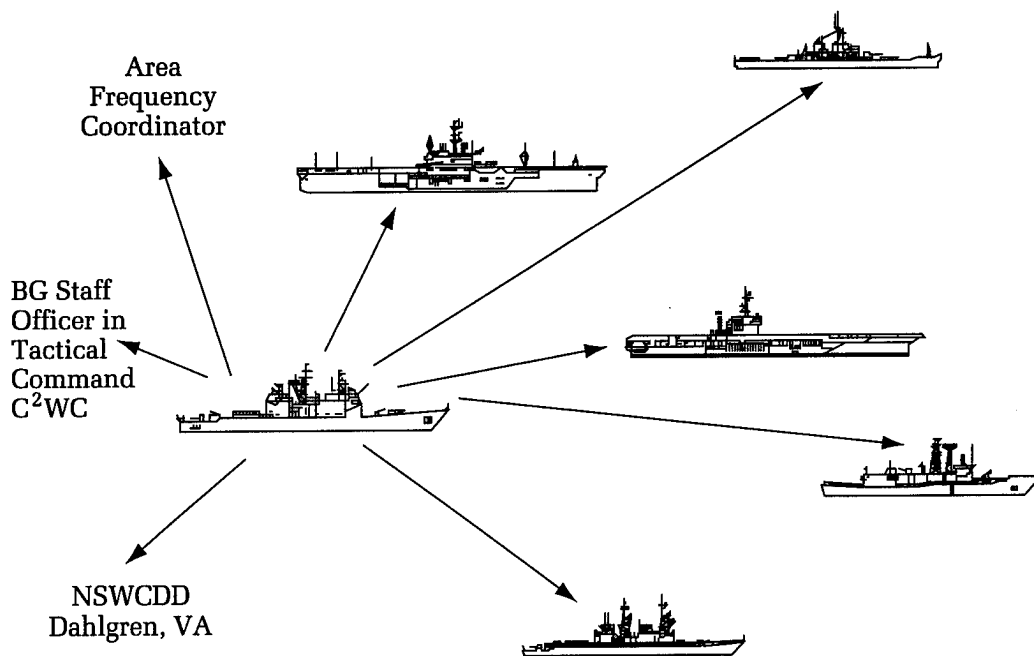 Area
Frequency
Coordinator
BG Staff
Officer in
Tactical
Command
C²WC
NSWCDD
Dahlgren, VA